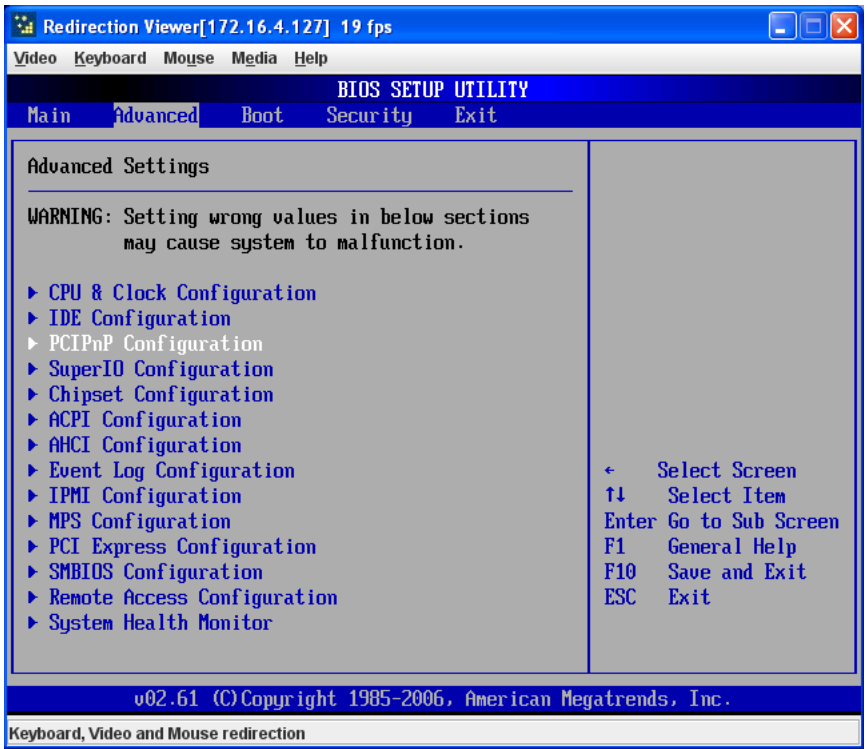 Redirection Viewer[172.16.4.127] 19 fps
Video Keyboard Mouse Media Help
BIOS SETUP UTILITY
Main Advanced Boot Security Exit
Advanced Settings
WARNING: Setting wrong values in below sections
may cause system to malfunction.
▶ CPU & Clock Configuration
▶ IDE Configuration
▶ PCIPnP Configuration
▶ SuperIO Configuration
▶ Chipset Configuration
▶ ACPI Configuration
▶ AHCI Configuration
▶ Event Log Configuration
▶ IPMI Configuration
▶ MPS Configuration
▶ PCI Express Configuration
▶ SMBIOS Configuration
▶ Remote Access Configuration
▶ System Health Monitor
← Select Screen
↑↓ Select Item
Enter Go to Sub Screen
F1 General Help
F10 Save and Exit
ESC Exit
v02.61 (C)Copyright 1985-2006, American Megatrends, Inc.
Keyboard, Video and Mouse redirection